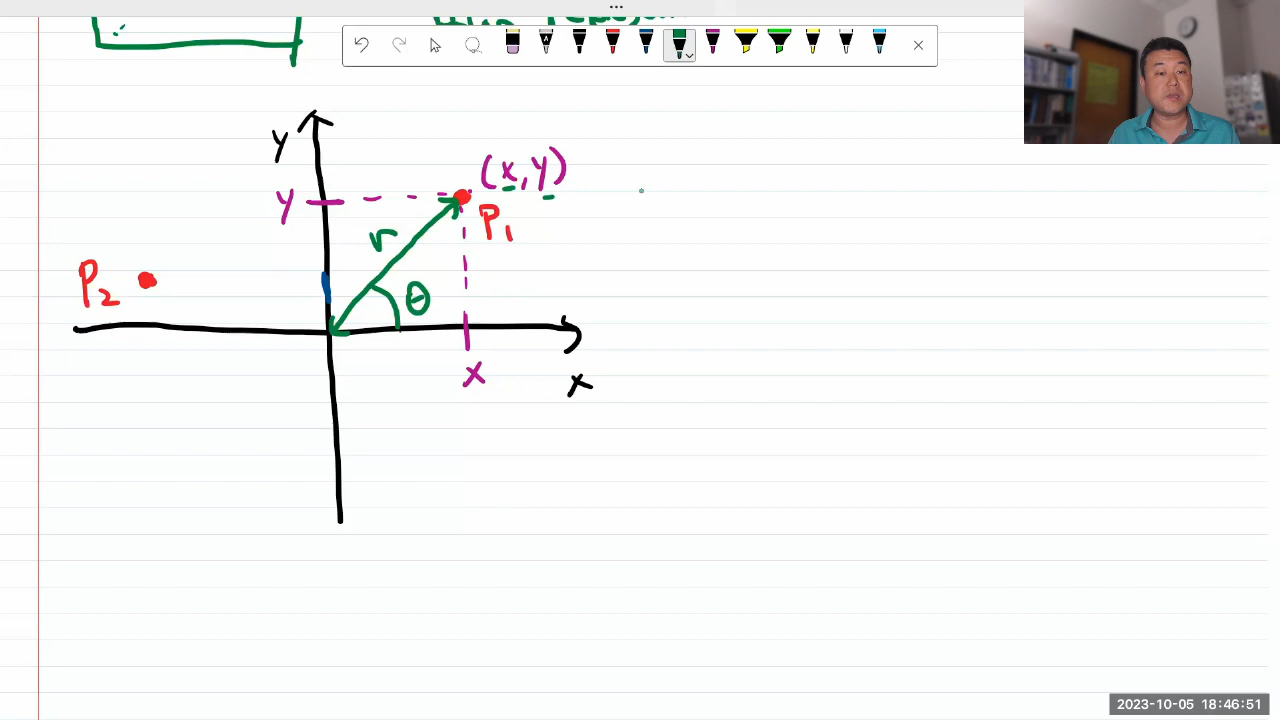 y
(x,y)
y
P1
r
P2
θ
x
x
2023-10-05 18:46:51